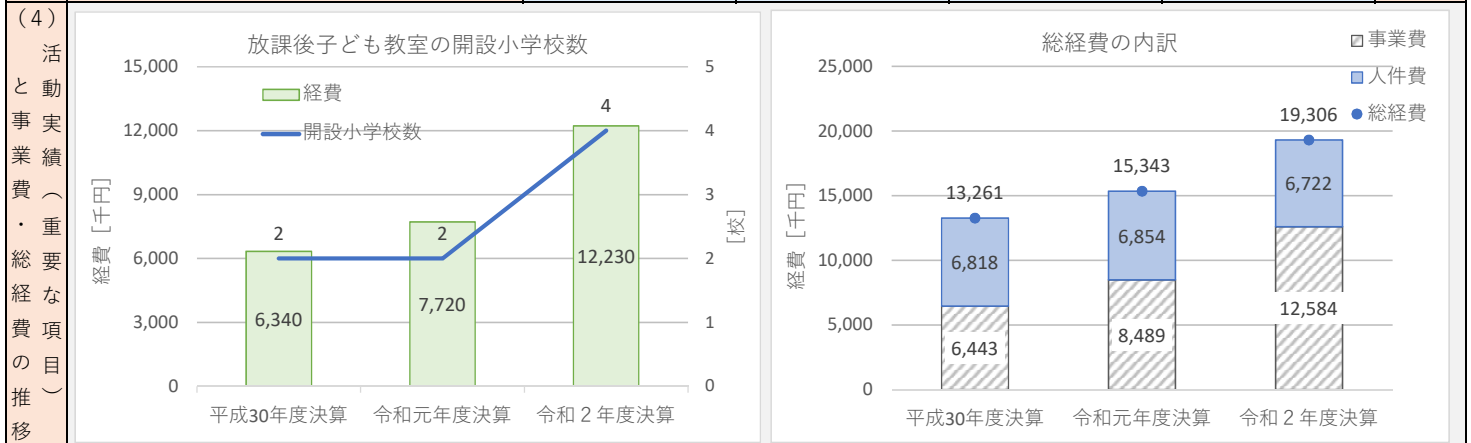 (４)
活動実績（重要な項目）
と事業費・総経費の推移
放課後子ども教室の開設小学校数
15,000
12,000
9,000
6,000
3,000
0
経費［千円］
5
4
3
2
1
0
［校］
経費
開設小学校数
2
2
4
6,340
7,720
12,230
平成30年度決算
令和元年度決算
令和２年度決算
総経費の内訳
25,000
20,000
15,000
10,000
5,000
0
経費［千円］
事業費
人件費
総経費
13,261
15,343
19,306
6,818
6,854
6,722
6,443
8,489
12,584
平成30年度決算
令和元年度決算
令和２年度決算